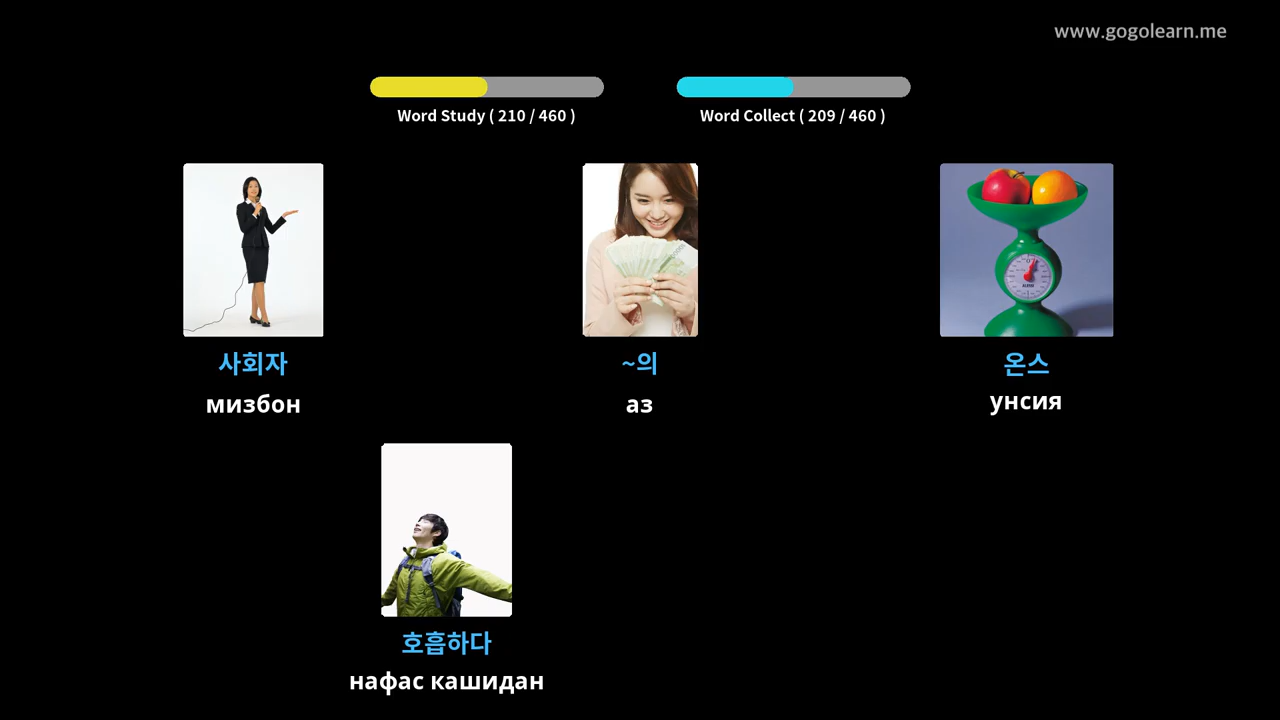 www.gogolearn.me
Word Study ( 210 / 460 )
Word Collect ( 209 / 460 )
사회자
мизбон
~의
аз
온스
унсия
호흡하다
нафас кашидан